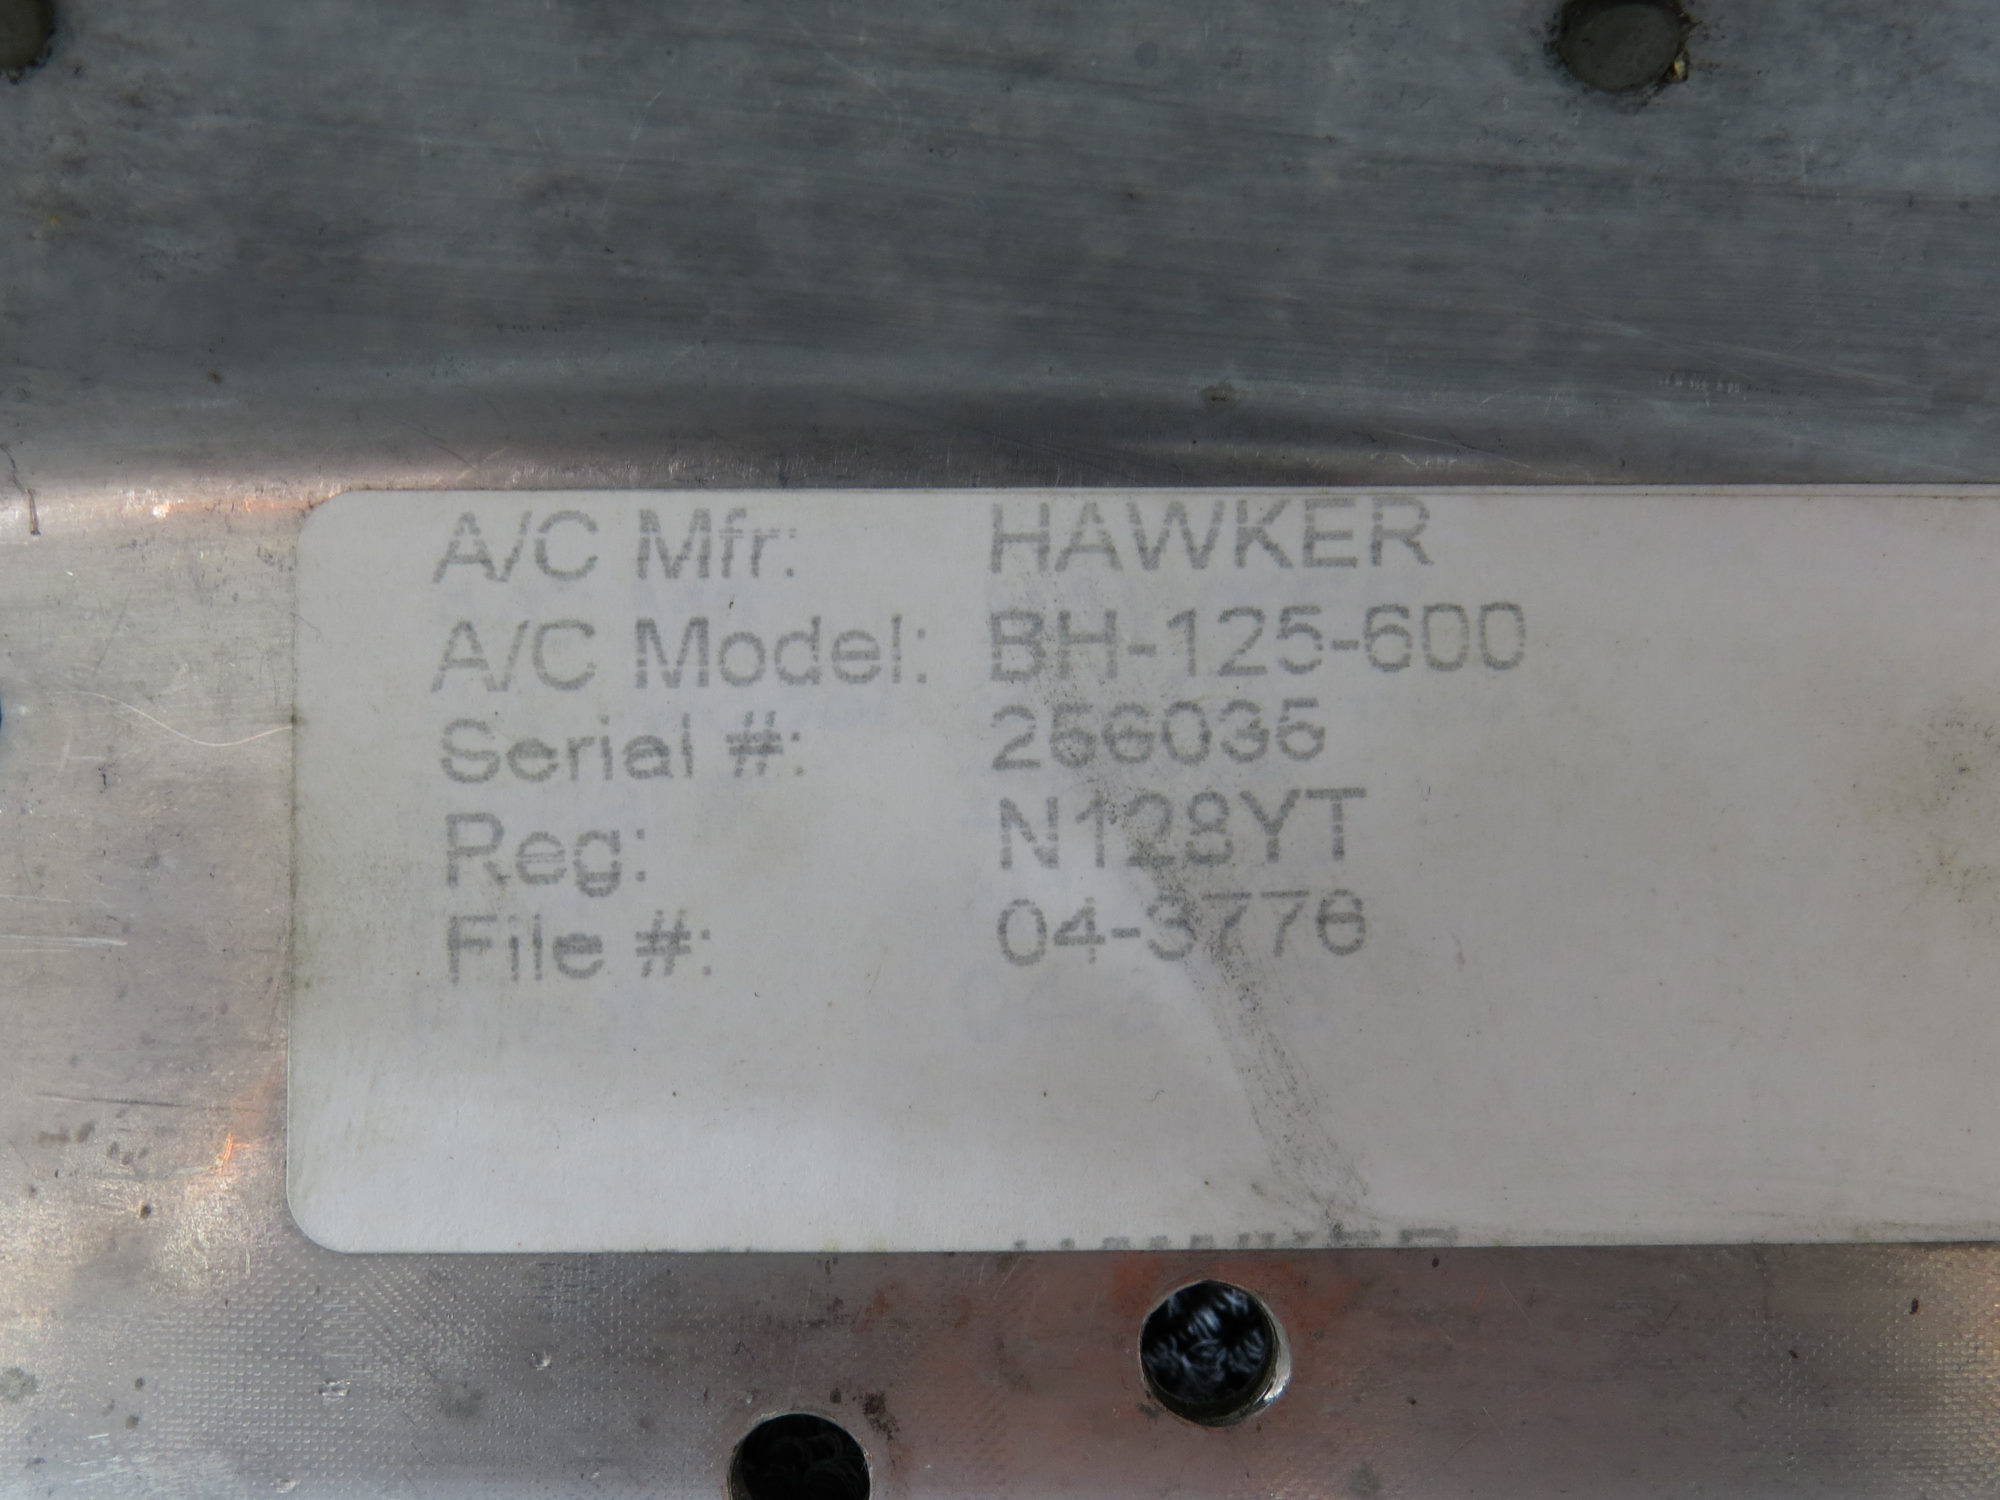 A/C Mfr: HAWKER
A/C Model: BH-125-600
Serial #: 256035
Reg: N128YT
File #: 04-3776